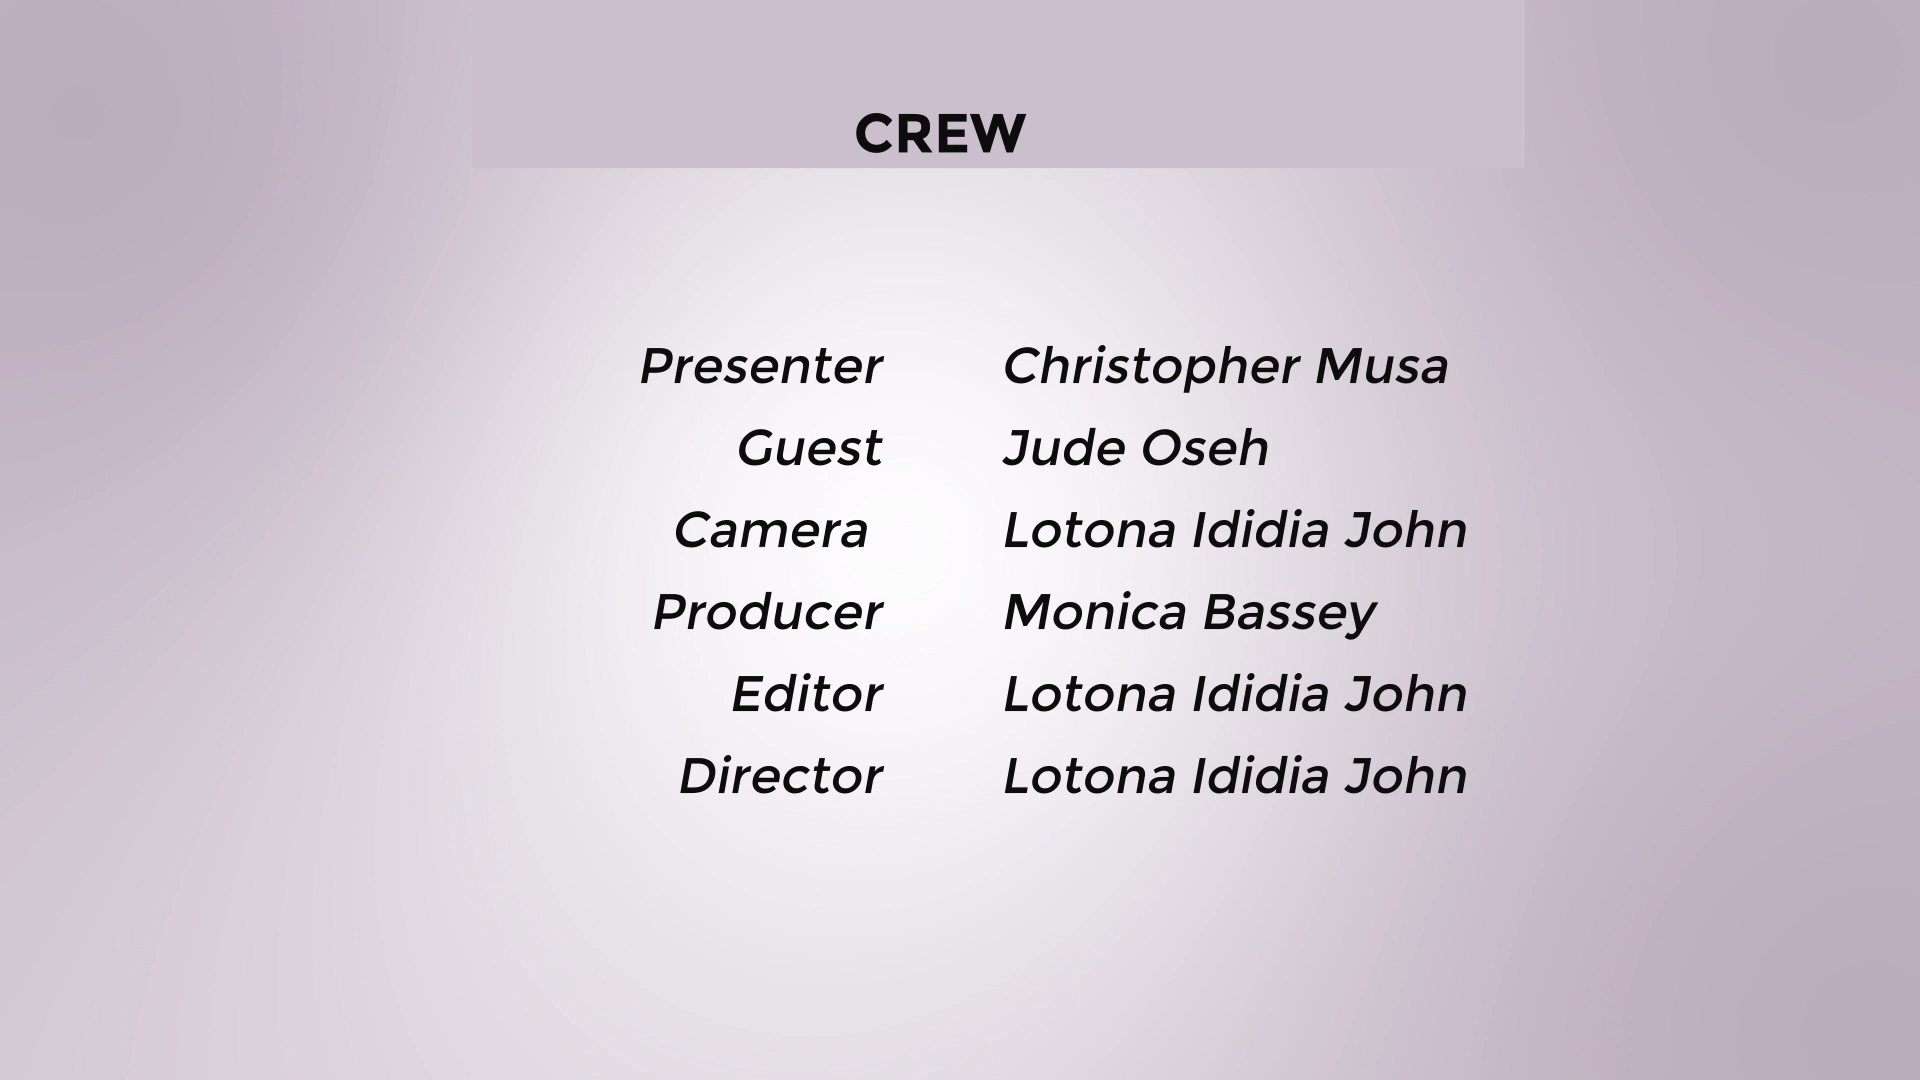 CREW
Presenter Christopher Musa
Guest Jude Oseh
Camera Lotona Ididia John
Producer Monica Bassey
Editor Lotona Ididia John
Director Lotona Ididia John